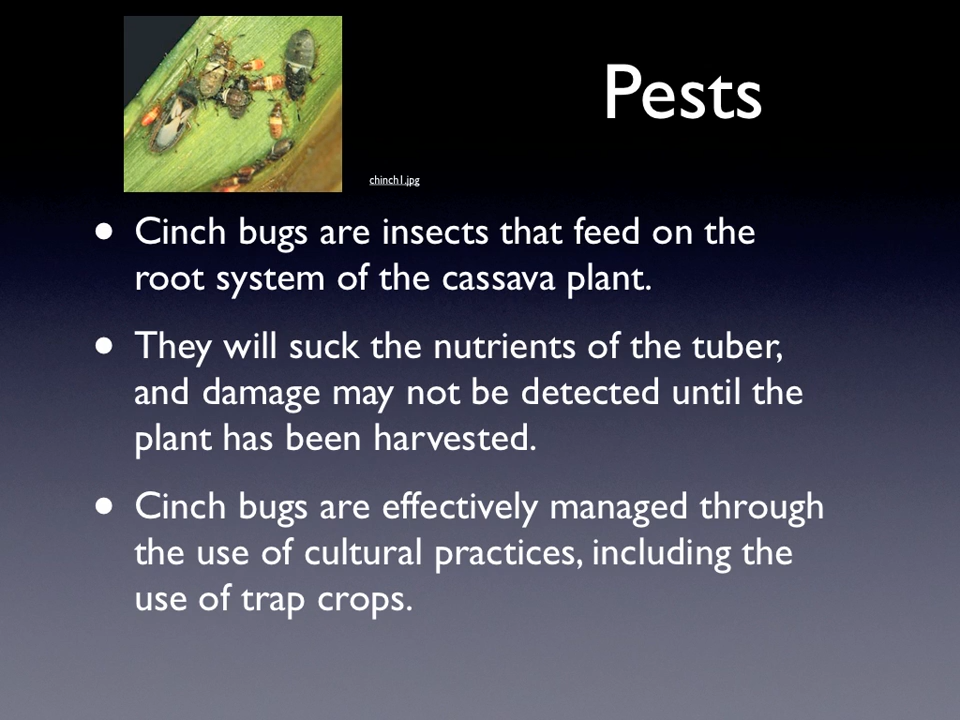 Pests
chinch1.jpg
• Cinch bugs are insects that feed on the
root system of the cassava plant.
• They will suck the nutrients of the tuber,
and damage may not be detected until the
plant has been harvested.
• Cinch bugs are effectively managed through
the use of cultural practices, including the
use of trap crops.